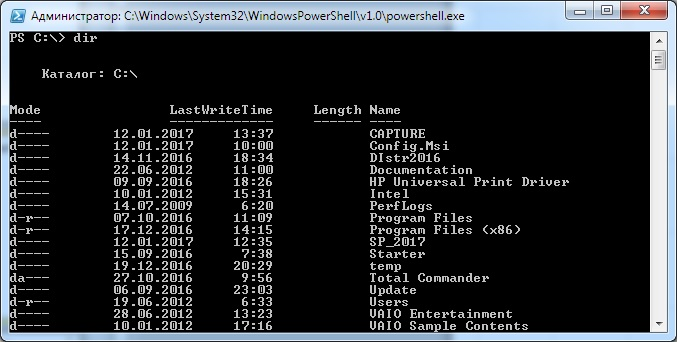 Администратор: C:\Windows\System32\WindowsPowerShell\v1.0\powershell.exe
PS C:\> dir
Каталог: C:\
Mode LastWriteTime Length Name
---- ------------- ------ ----
d---- 12.01.2017 13:37 CAPTURE
d---- 12.01.2017 10:00 Config.Msi
d---- 14.11.2016 18:34 DIstr2016
d---- 22.06.2012 11:00 Documentation
d---- 09.09.2016 18:26 HP Universal Print Driver
d---- 10.01.2012 15:31 Intel
d---- 14.07.2009 6:20 PerfLogs
d-r-- 07.10.2016 11:09 Program Files
d-r-- 17.12.2016 14:15 Program Files (x86)
d---- 12.01.2017 12:35 SP_2017
d---- 15.09.2016 7:38 Starter
d---- 19.12.2016 20:29 temp
da--- 27.10.2016 9:56 Total Commander
d---- 06.09.2016 23:03 Update
d-r-- 19.06.2012 6:33 Users
d---- 28.06.2012 13:23 VAIO Entertainment
d---- 10.01.2012 17:16 VAIO Sample Contents